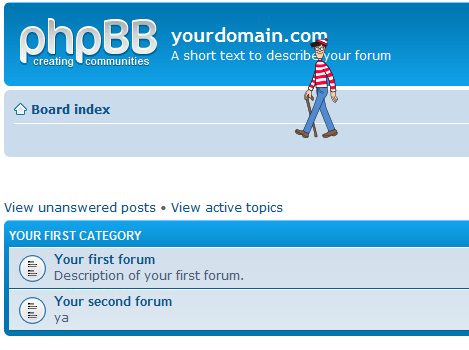 phpBB
creating communities
yourdomain.com
A short text to describe your forum
Board index
View unanswered posts • View active topics
YOUR FIRST CATEGORY
Your first forum
Description of your first forum.
Your second forum
ya